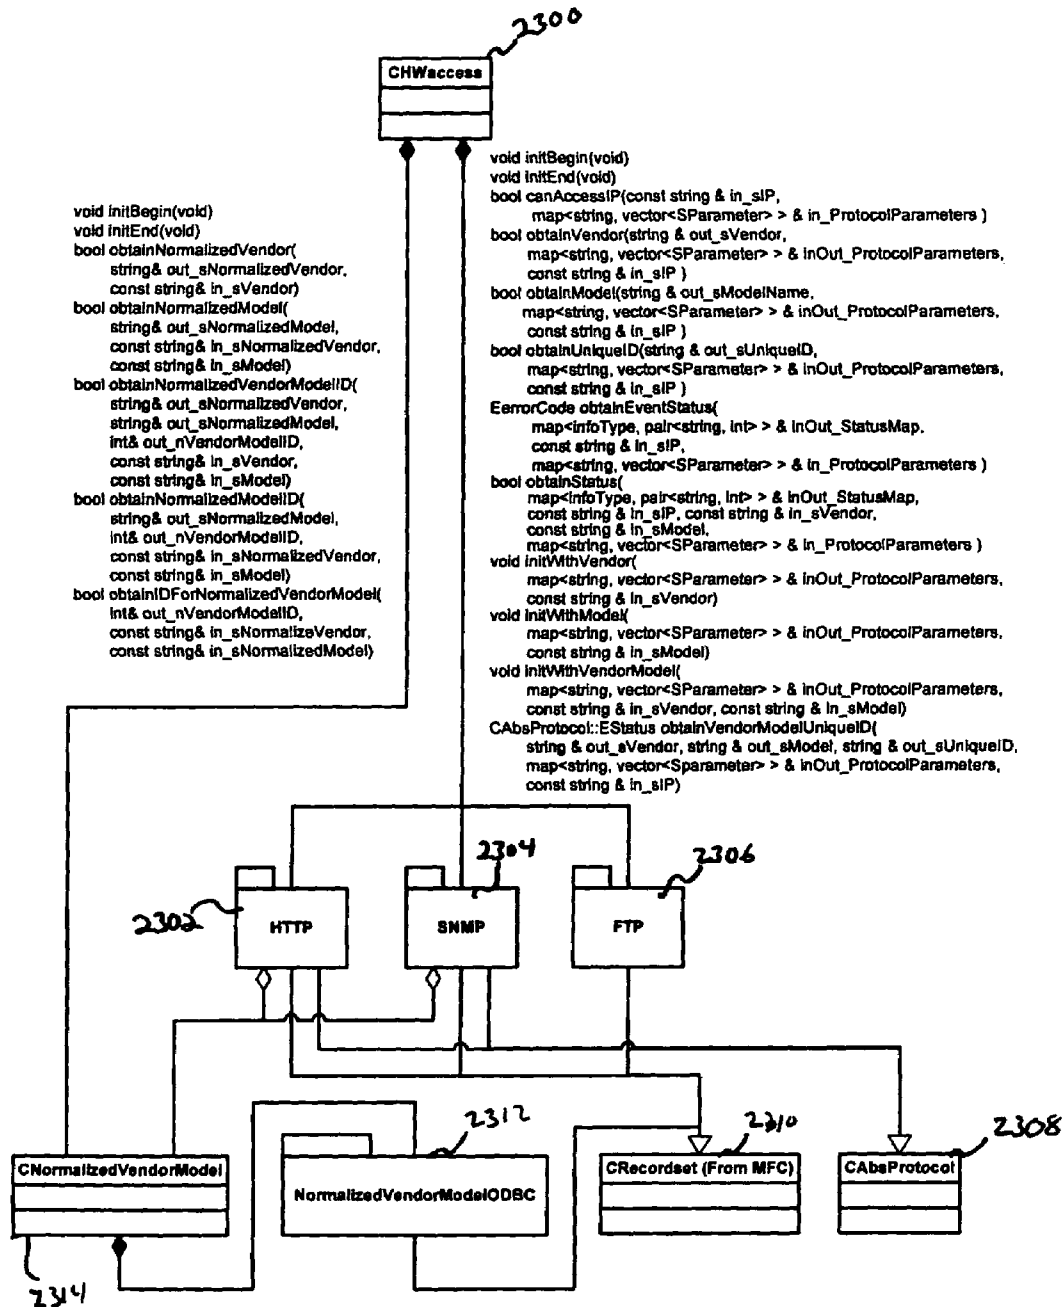 2300
CHWaccess
void initBegin(void)
void initEnd(void)
bool obtainNormalizedVendor(
string& out_sNormalizedVendor,
const string& in_sVendor)
bool obtainNormalizedModel(
string& out_sNormalizedModel,
const string& in_sNormalizedVendor,
const string& in_sModel)
bool obtainNormalizedVendorModelID(
string& out_sNormalizedVendor,
string& out_sNormalizedModel,
int& out_nVendorModelID,
const string& in_sVendor,
const string& in_sModel)
bool obtainNormalizedModelID(
string& out_sNormalizedModel,
int& out_nVendorModelID,
const string& in_sNormalizedVendor,
const string& in_sModel)
bool obtainIDForNormalizedVendorModel(
int& out_nVendorModelID,
const string& in_sNormalizeVendor,
const string& in_sNormalizedModel)
void initBegin(void)
void initEnd(void)
bool canAccessIP(const string & in_sIP,
map<string, vector<SParameter> > & in_ProtocolParameters )
bool obtainVendor(string & out_sVendor,
map<string, vector<SParameter> > & inOut_ProtocolParameters,
const string & in_sIP )
bool obtainModel(string & out_sModelName,
map<string, vector<SParameter> > & inOut_ProtocolParameters,
const string & in_sIP )
bool obtainUniqueID(string & out_sUniqueID,
map<string, vector<SParameter> > & inOut_ProtocolParameters,
const string & in_sIP )
EerrorCode obtainEventStatus(
map<infoType, pair<string, int> > & inOut_StatusMap,
const string & in_sIP,
map<string, vector<SParameter> > & in_ProtocolParameters )
bool obtainStatus(
map<infoType, pair<string, int> > & inOut_StatusMap,
const string & in_sIP, const string & in_sVendor,
const string & in_sModel,
map<string, vector<SParameter> > & in_ProtocolParameters )
void initWithVendor(
map<string, vector<SParameter> > & inOut_ProtocolParameters,
const string & in_sVendor)
void initWithModel(
map<string, vector<SParameter> > & inOut_ProtocolParameters,
const string & in_sModel)
void initWithVendorModel(
map<string, vector<SParameter> > & inOut_ProtocolParameters,
const string & in_sVendor, const string & in_sModel)
CAbsProtocol::EStatus obtainVendorModelUniqueID(
string & out_sVendor, string & out_sModel, string & out_sUniqueID,
map<string, vector<Sparameter> > & inOut_ProtocolParameters,
const string & in_sIP)
2302
HTTP
2304
SNMP
2306
FTP
2312
2310
2308
CNormalizedVendorModel
NormalizedVendorModelODBC
CRecordset (From MFC)
CAbsProtocol
2314